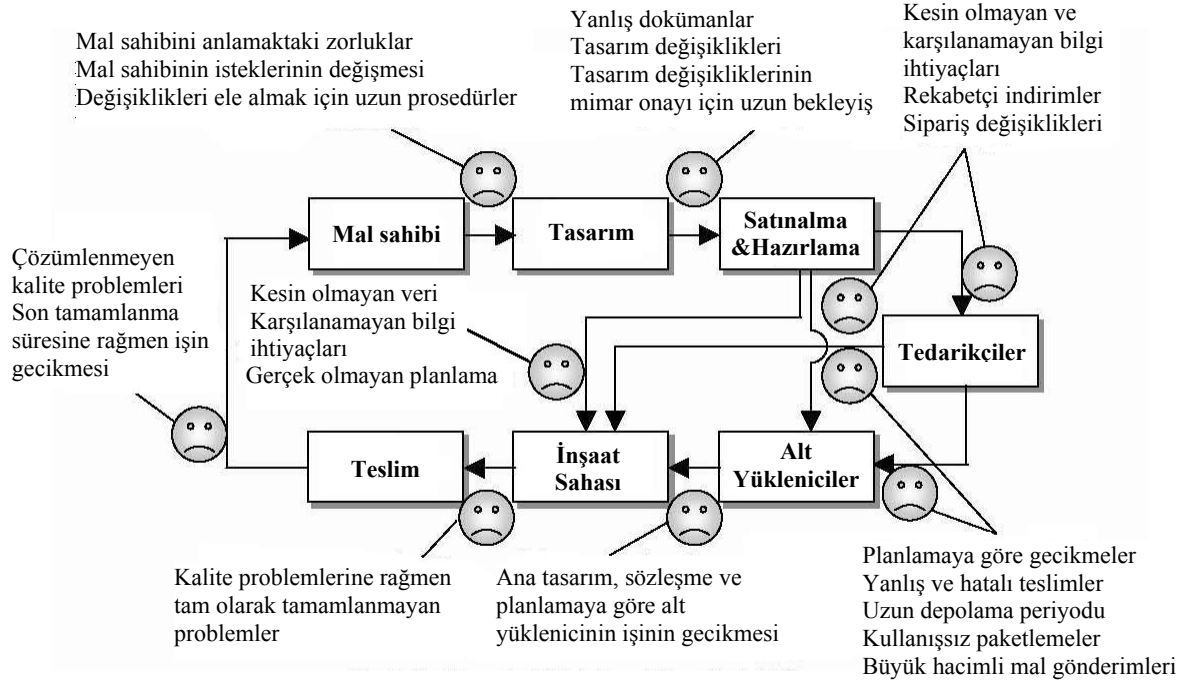 Mal sahibini anlamaktaki zorluklar
Mal sahibinin isteklerinin değişmesi
Değişiklikleri ele almak için uzun prosedürler
Yanlış dokümanlar
Tasarım değişiklikleri
Tasarım değişikliklerinin
mimar onayı için uzun bekleyiş
Kesin olmayan ve
karşılanamayan bilgi
ihtiyaçları
Rekabetçi indirimler
Sipariş değişiklikleri
Mal sahibi
Tasarım
Satınalma
&Hazırlama
Çözümlenmeyen
kalite problemleri
Son tamamlanma
süresine rağmen işin
gecikmesi
Kesin olmayan veri
Karşılanamayan bilgi
ihtiyaçları
Gerçek olmayan planlama
Tedarikçiler
Teslim
İnşaat
Sahası
Alt
Yükleniciler
Kalite problemlerine rağmen
tam olarak tamamlanmayan
problemler
Ana tasarım, sözleşme ve
planlamaya göre alt
yüklenicinin işinin gecikmesi
Planlamaya göre gecikmeler
Yanlış ve hatalı teslimler
Uzun depolama periyodu
Kullanışsız paketlemeler
Büyük hacimli mal gönderimleri